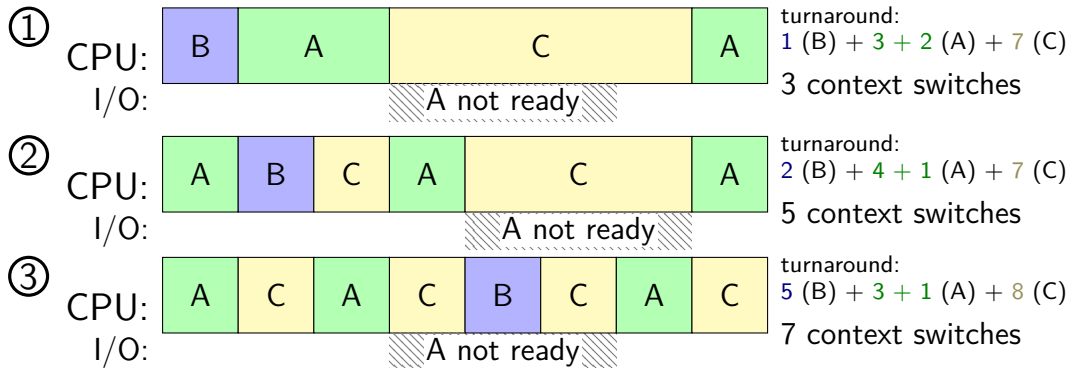 ①
CPU: B A C A
I/O: A not ready
turnaround:
1 (B) + 3 + 2 (A) + 7 (C)
3 context switches
②
CPU: A B C A C A
I/O: A not ready
turnaround:
2 (B) + 4 + 1 (A) + 7 (C)
5 context switches
③
CPU: A C A C B C A C
I/O: A not ready
turnaround:
5 (B) + 3 + 1 (A) + 8 (C)
7 context switches